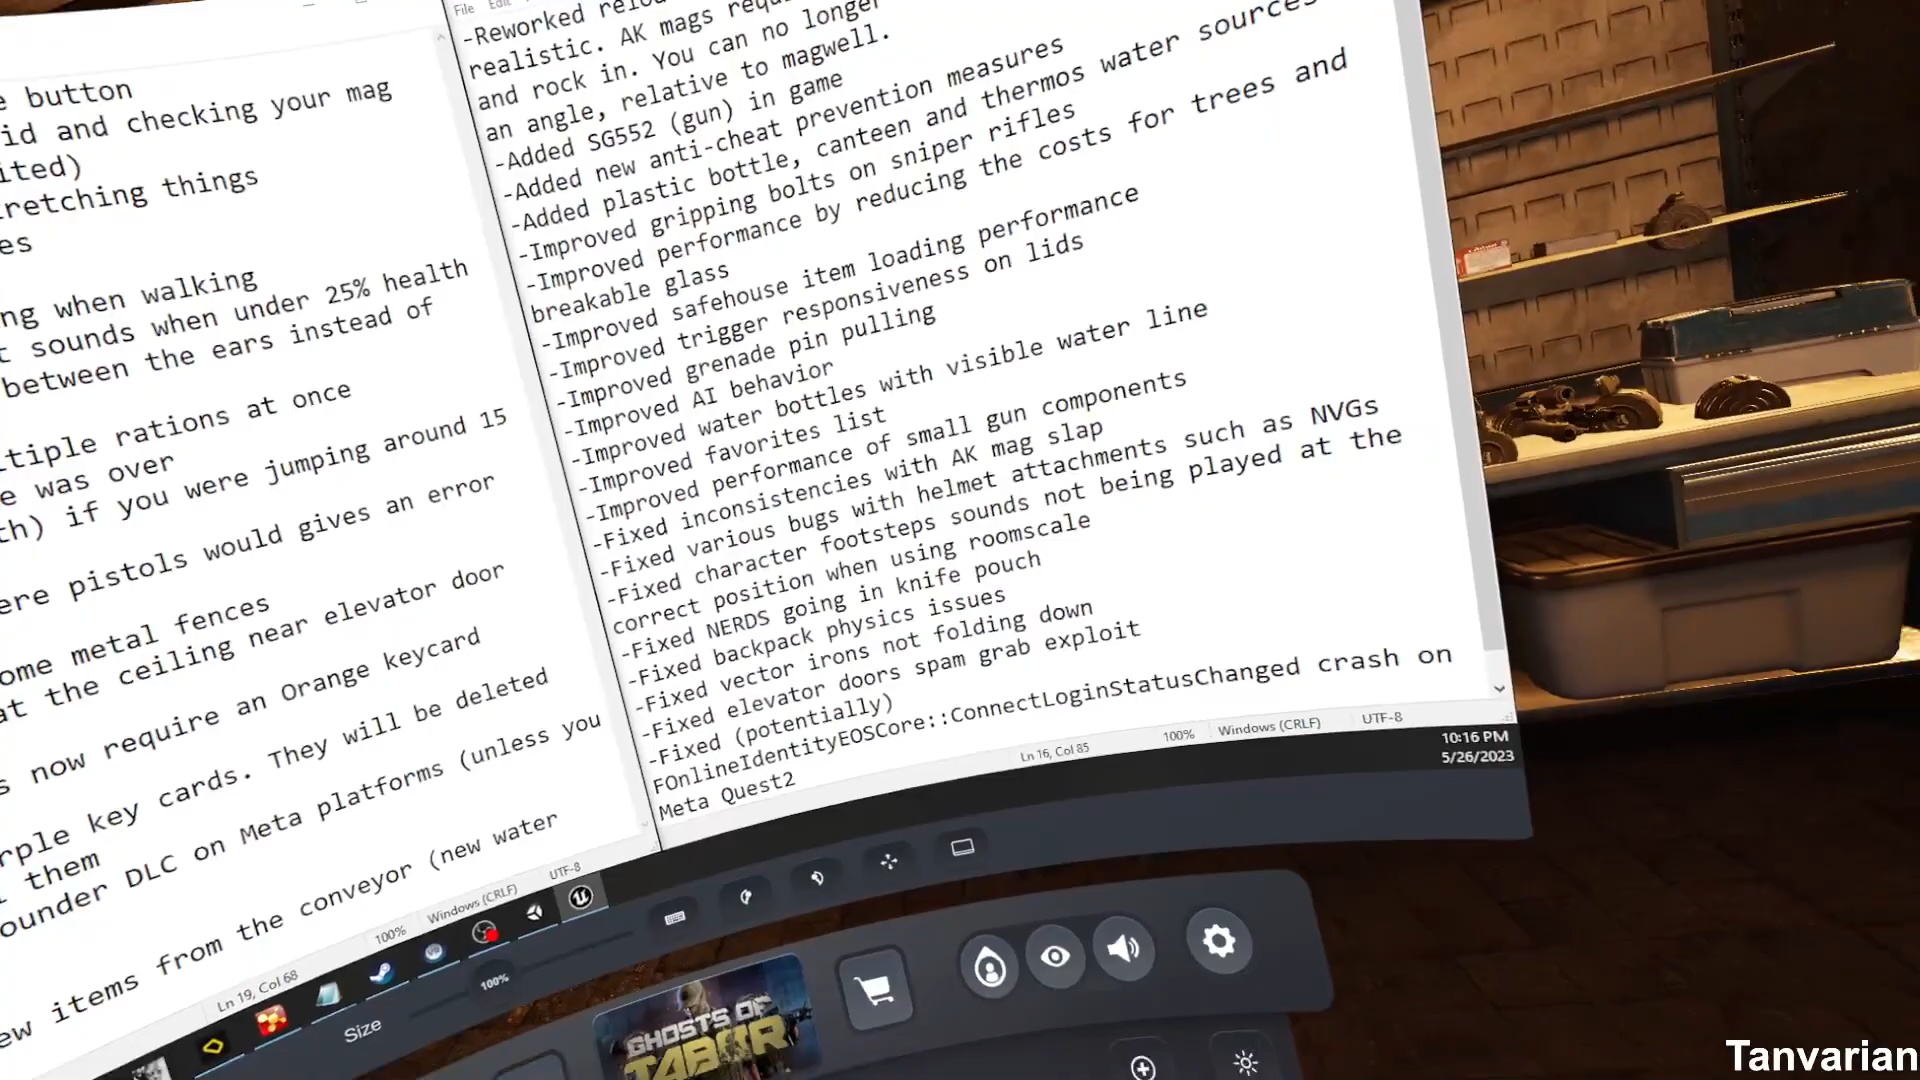 e button
id and checking your mag
ited)
retching things
es
ng when walking
t sounds when under 25% health
between the ears instead of
ltiple rations at once
e was over
th) if you were jumping around 15
ere pistols would gives an error
ome metal fences
at the ceiling near elevator door
s now require an Orange keycard
rple key cards. They will be deleted
them
ounder DLC on Meta platforms (unless you
ew items from the conveyor (new water
Ln 19, Col 68 100% Windows (CRLF) UTF-8
File Edit
-Reworked relo
realistic. AK mags requ
and rock in. You can no longer
an angle, relative to magwell.
-Added SG552 (gun) in game
-Added new anti-cheat prevention measures
-Added plastic bottle, canteen and thermos water sources
-Improved gripping bolts on sniper rifles
-Improved performance by reducing the costs for trees and
breakable glass
-Improved safehouse item loading performance
-Improved trigger responsiveness on lids
-Improved grenade pin pulling
-Improved AI behavior
-Improved water bottles with visible water line
-Improved favorites list
-Improved performance of small gun components
-Fixed inconsistencies with AK mag slap
-Fixed various bugs with helmet attachments such as NVGs
-Fixed character footsteps sounds not being played at the
correct position when using roomscale
-Fixed NERDS going in knife pouch
-Fixed backpack physics issues
-Fixed vector irons not folding down
-Fixed elevator doors spam grab exploit
-Fixed (potentially)
FOnlineIdentityEOSCore::ConnectLoginStatusChanged crash on
Meta Quest2
Ln 16, Col 85 100% Windows (CRLF) UTF-8
10:16 PM
5/26/2023
Size 100%
GHOSTS OF
TABOR
Tanvarian